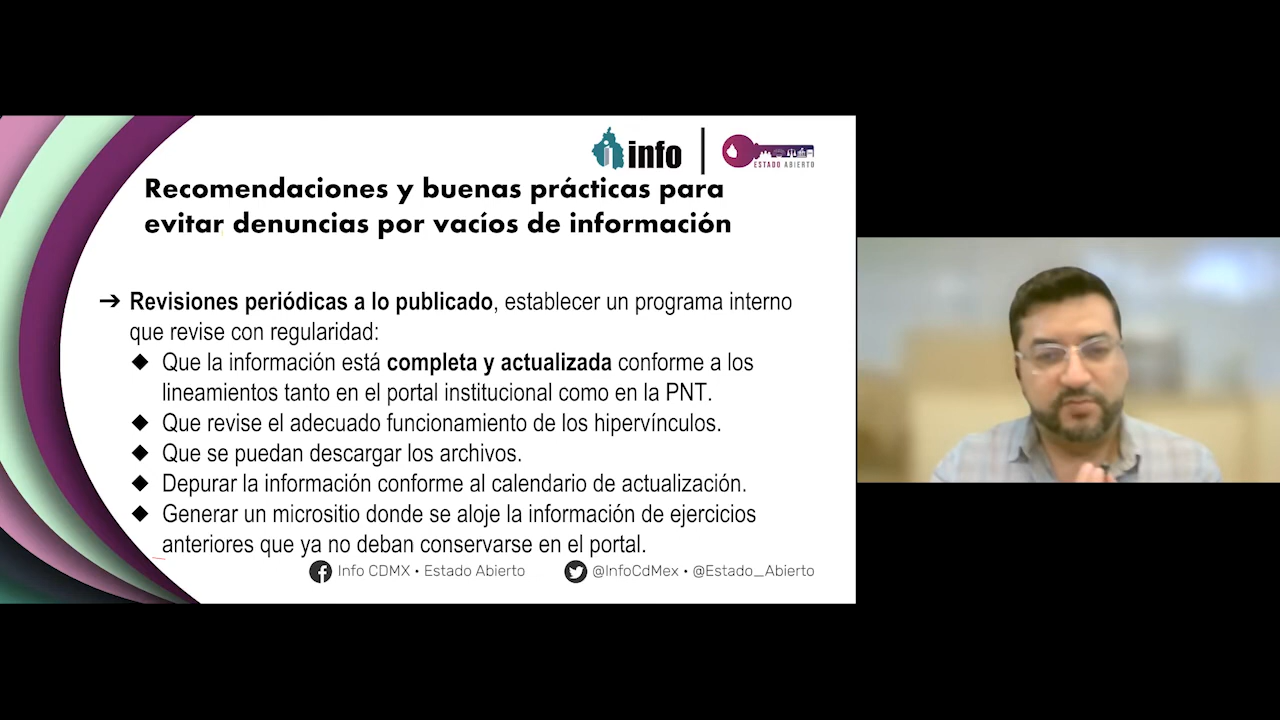 info
ESTADO ABIERTO
Recomendaciones y buenas prácticas para
evitar denuncias por vacíos de información
➔ Revisiones periódicas a lo publicado, establecer un programa interno
que revise con regularidad:
◆ Que la información está completa y actualizada conforme a los
lineamientos tanto en el portal institucional como en la PNT.
◆ Que revise el adecuado funcionamiento de los hipervínculos.
◆ Que se puedan descargar los archivos.
◆ Depurar la información conforme al calendario de actualización.
◆ Generar un micrositio donde se aloje la información de ejercicios
anteriores que ya no deban conservarse en el portal.
Info CDMX • Estado Abierto
@InfoCdMex • @Estado_Abierto